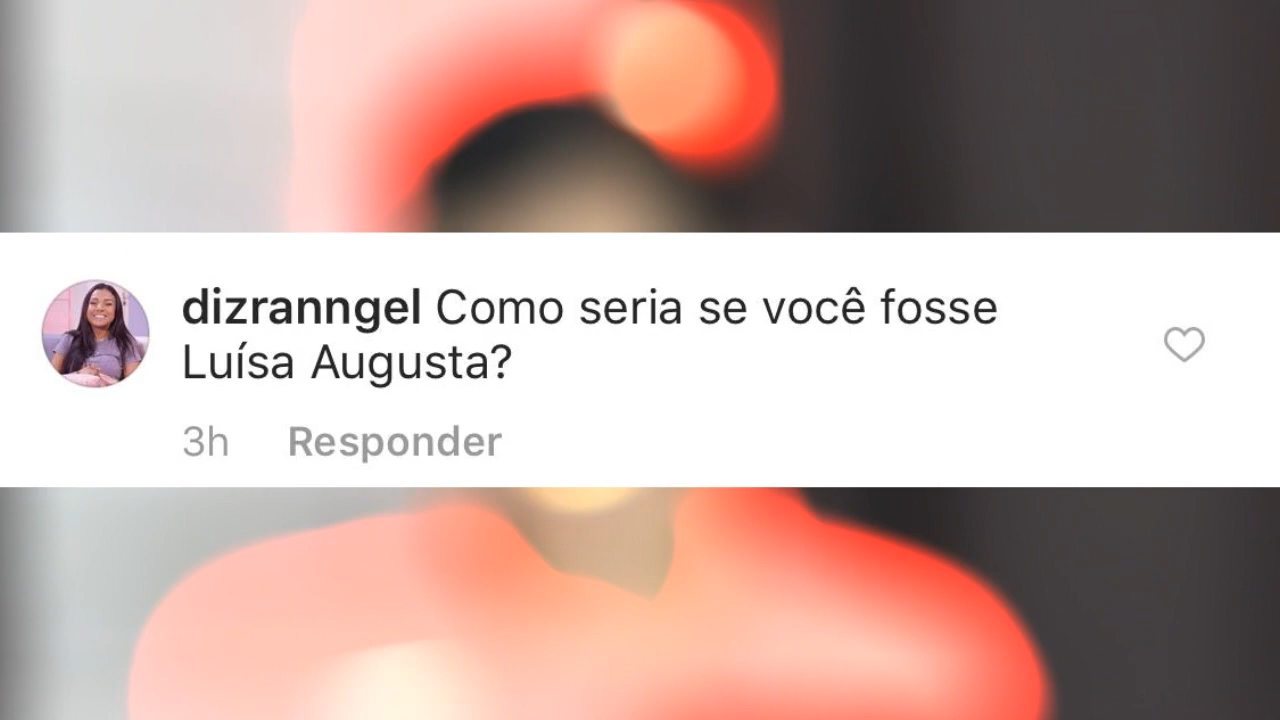 dizranngel Como seria se você fosse
Luísa Augusta?
3h Responder